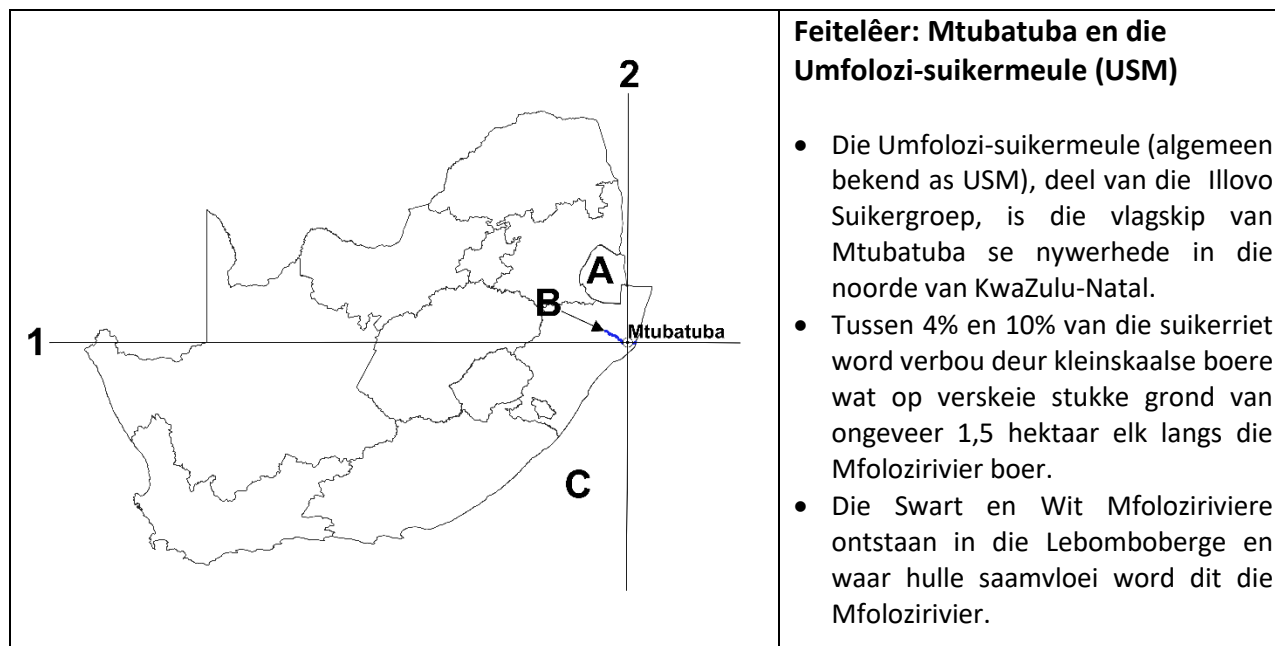 2
A
B
Mtubatuba
1
C
Feitelêer: Mtubatuba en die
Umfolozi-suikermeule (USM)
• Die Umfolozi-suikermeule (algemeen
bekend as USM), deel van die Illovo
Suikergroep, is die vlagskip van
Mtubatuba se nywerhede in die
noorde van KwaZulu-Natal.
• Tussen 4% en 10% van die suikerriet
word verbou deur kleinskaalse boere
wat op verskeie stukke grond van
ongeveer 1,5 hektaar elk langs die
Mfolozirivier boer.
• Die Swart en Wit Mfoloziriviere
ontstaan in die Lebomboberge en
waar hulle saamvloei word dit die
Mfolozirivier.